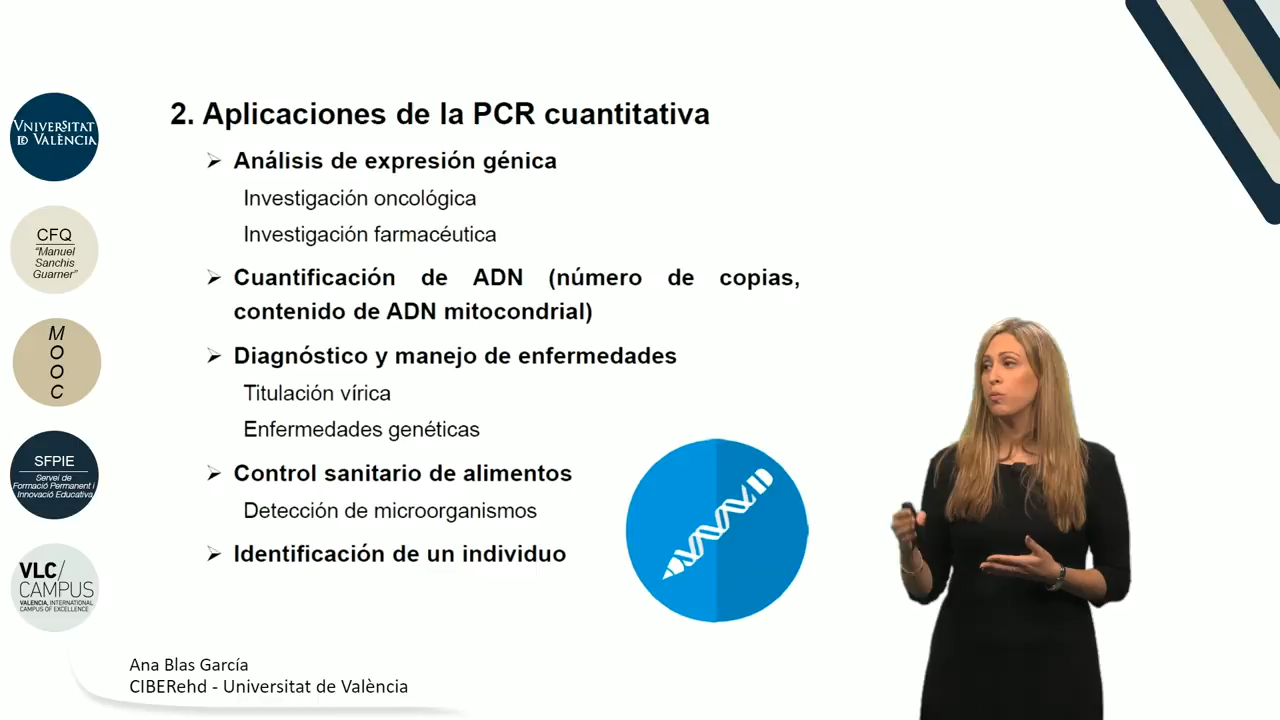 2. Aplicaciones de la PCR cuantitativa
Análisis de expresión génica
Investigación oncológica
Investigación farmacéutica
Cuantificación de ADN (número de copias,
contenido de ADN mitocondrial)
Diagnóstico y manejo de enfermedades
Titulación vírica
Enfermedades genéticas
Control sanitario de alimentos
Detección de microorganismos
Identificación de un individuo
VNIVERSITAT
ID VALÈNCIA
CFQ
"Manuel
Sanchis
Guarner"
M
O
O
C
SFPIE
Servei de
Formació Permanent i
Innovació Educativa
VLC/
CAMPUS
VALENCIA, INTERNATIONAL
CAMPUS OF EXCELLENCE
Ana Blas García
CIBERehd - Universitat de València